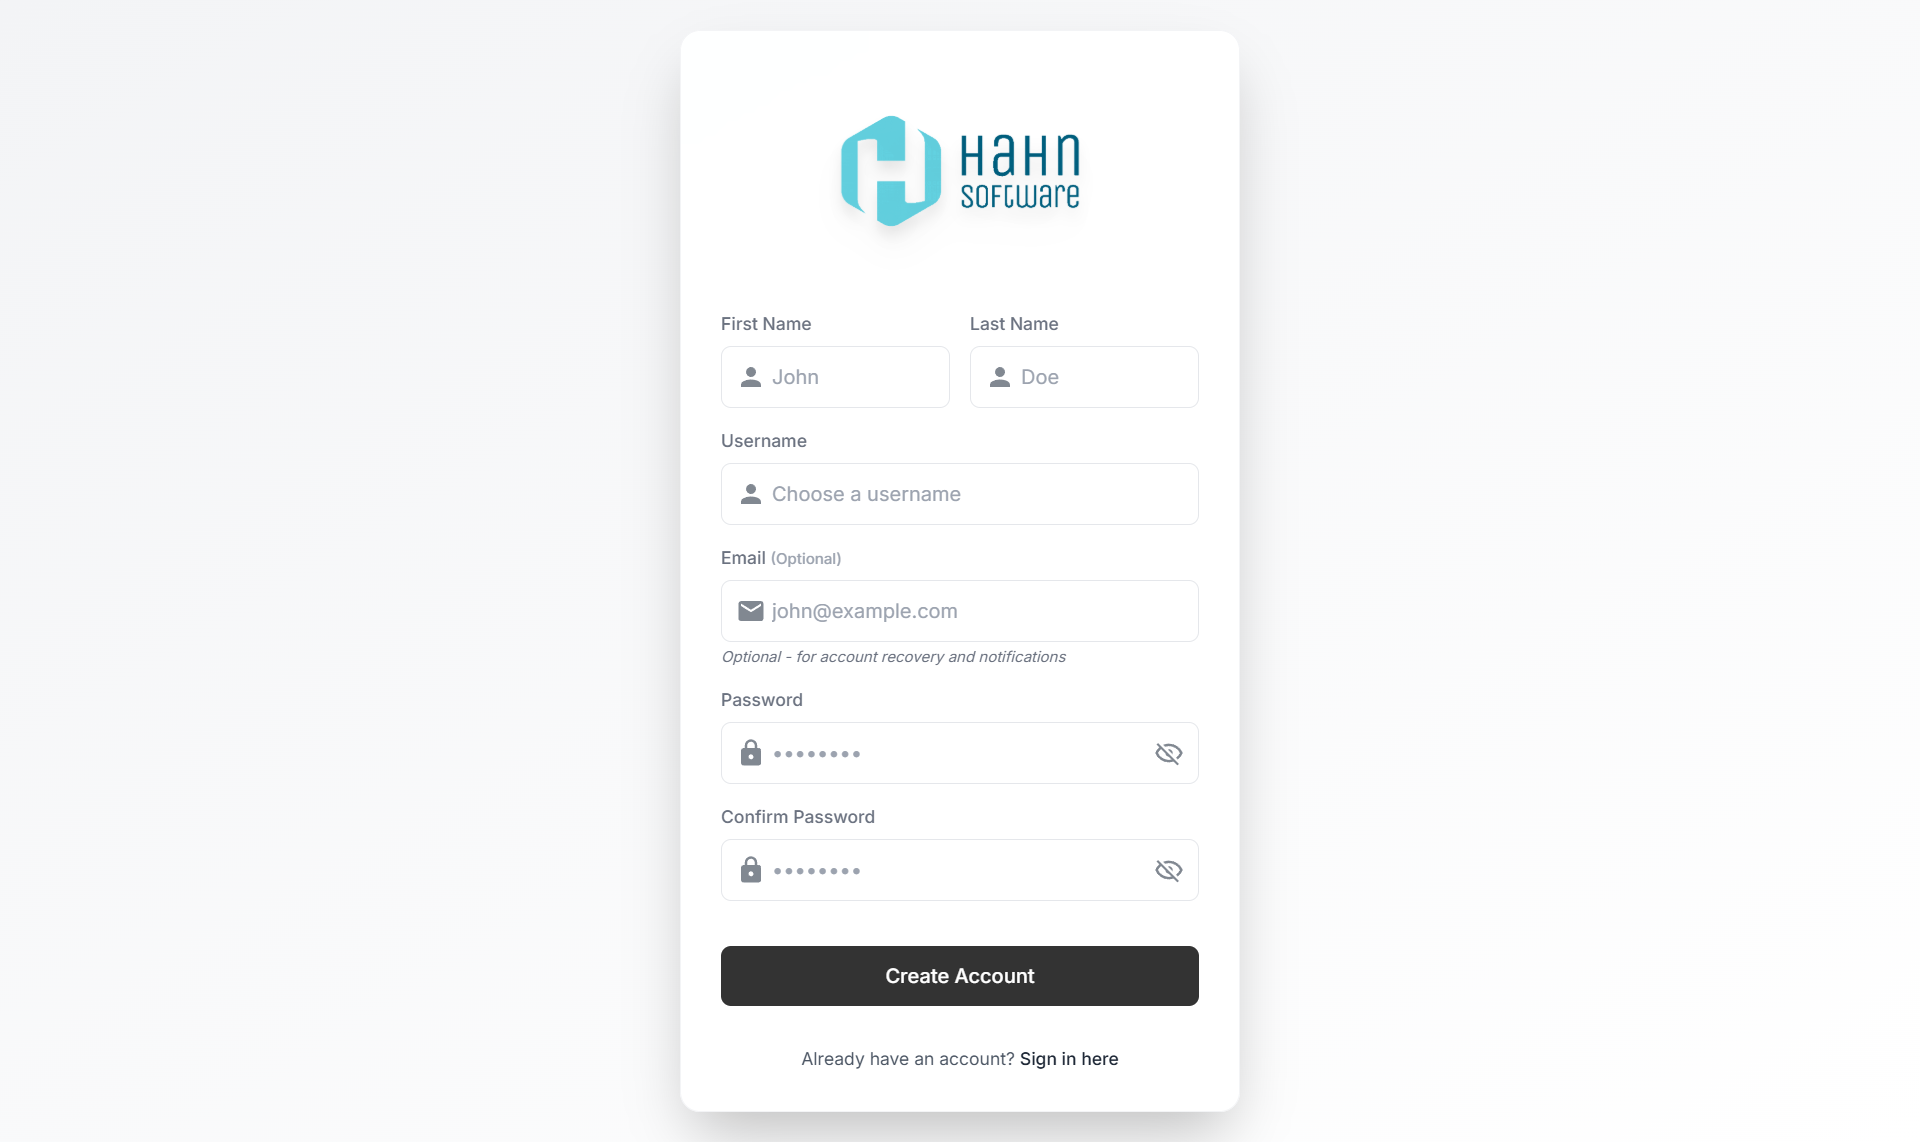 HaHn
software
First Name
Last Name
John
Doe
Username
Choose a username
Email (Optional)
john@example.com
Optional - for account recovery and notifications
Password
••••••••
Confirm Password
••••••••
Create Account
Already have an account? Sign in here